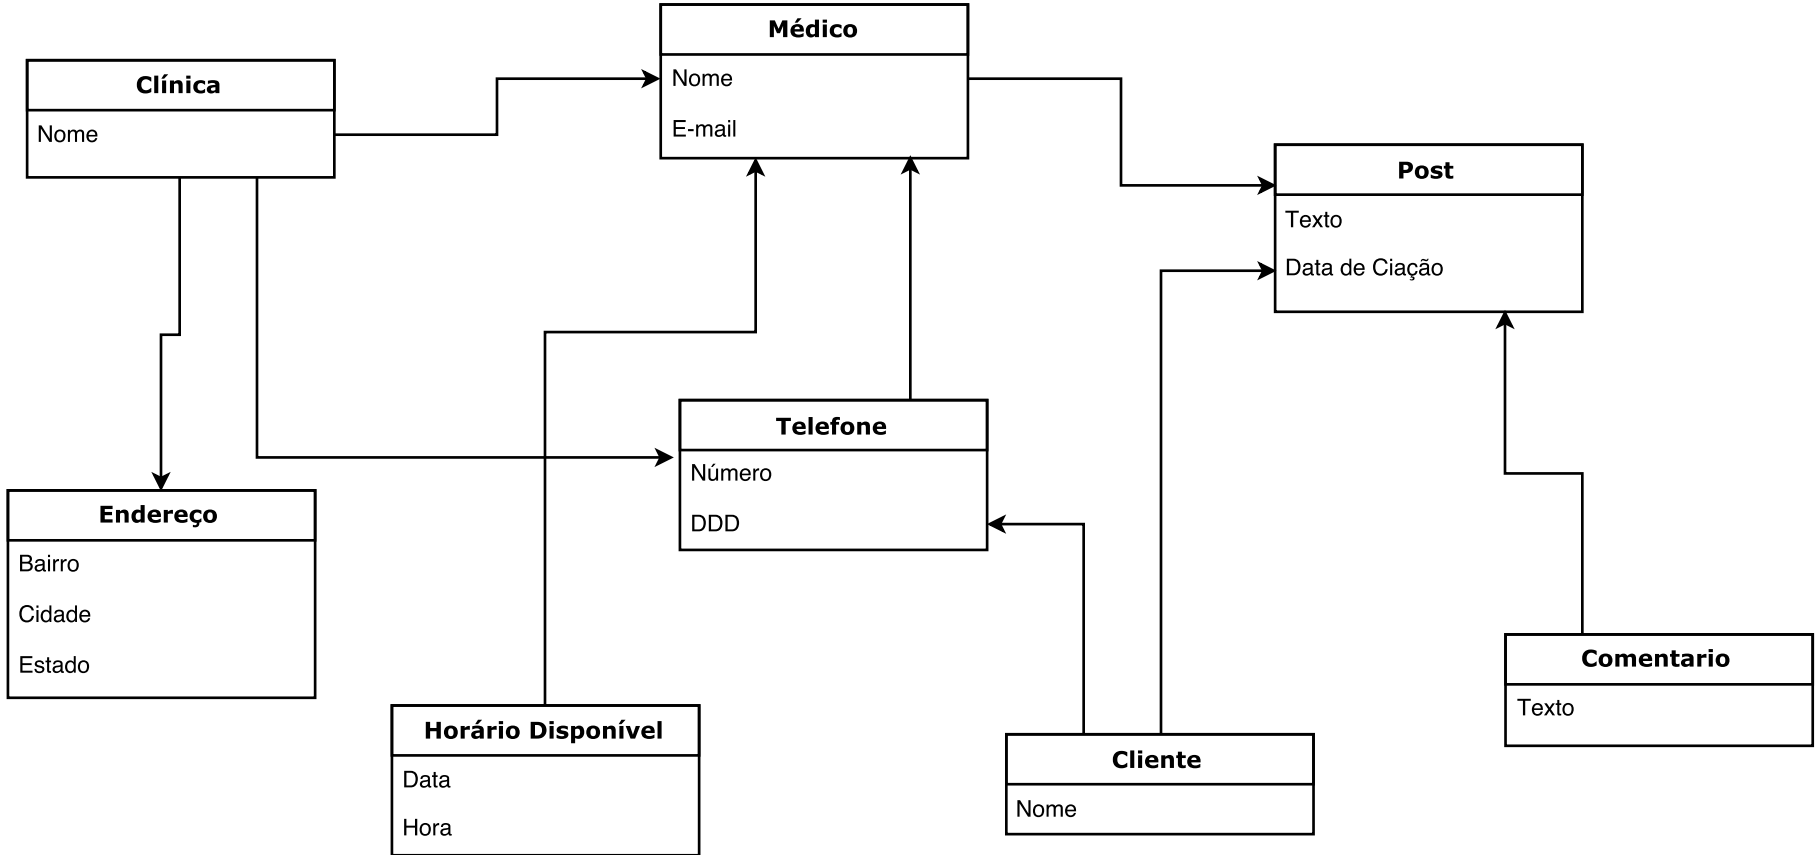 Médico
Nome
E-mail
Clínica
Nome
Post
Texto
Data de Ciação
Telefone
Número
DDD
Endereço
Bairro
Cidade
Estado
Horário Disponível
Data
Hora
Cliente
Nome
Comentario
Texto